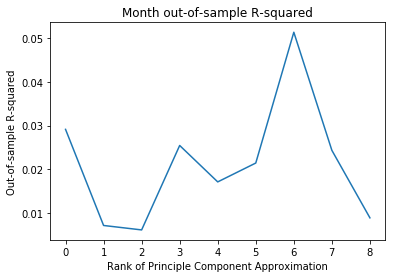 Month out-of-sample R-squared
Out-of-sample R-squared
0.05
0.04
0.03
0.02
0.01
0 1 2 3 4 5 6 7 8
Rank of Principle Component Approximation